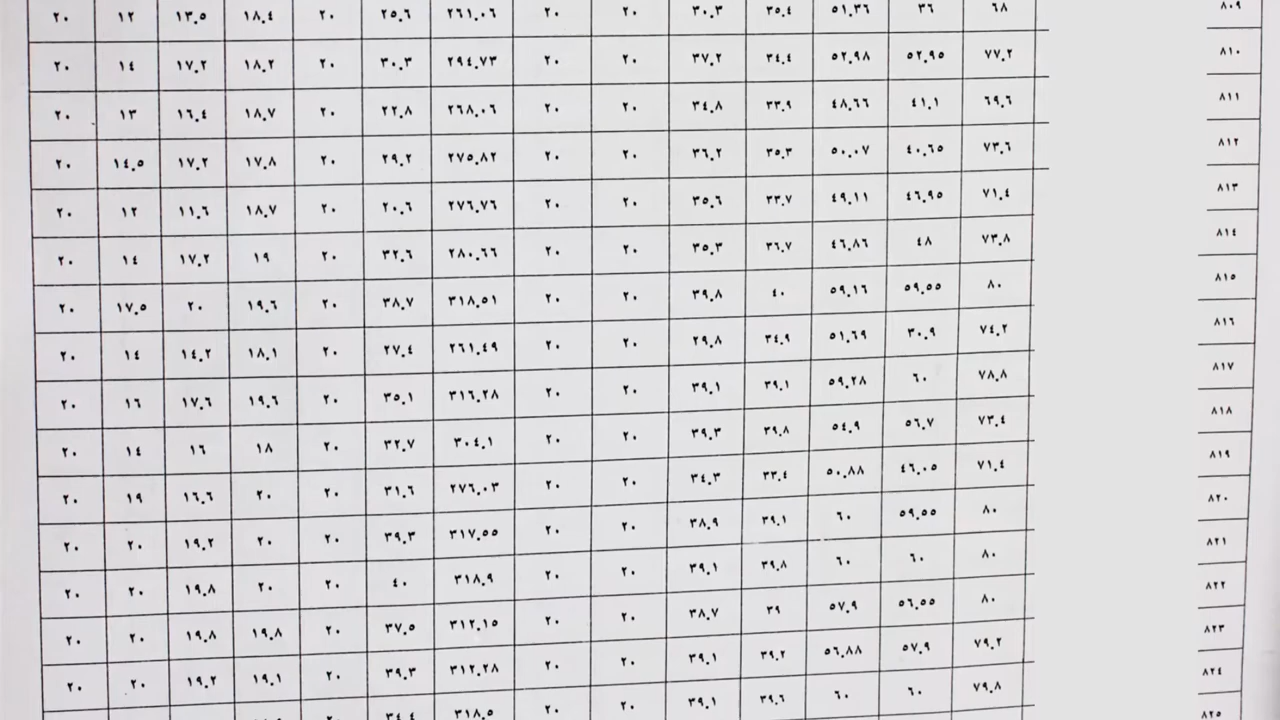 ٨٠٩ ٦٨ ٣٦ ٥١.٣٦ ٣٥.٤ ٣٠.٣ ٢٠ ٢٠ ٢٦١.٠٦ ٢٥.٦ ٢٠ ١٨.٤ ١٣.٥ ١٢ ٢٠
٨١٠ ٧٧.٢ ٥٢.٩٥ ٥٢.٩٨ ٣٤.٤ ٣٧.٢ ٢٠ ٢٠ ٢٩٤.٧٣ ٣٠.٣ ٢٠ ١٨.٢ ١٧.٢ ١٤ ٢٠
٨١١ ٦٩.٦ ٤١.١ ٤٨.٦٦ ٣٣.٩ ٣٤.٨ ٢٠ ٢٠ ٢٦٨.٠٦ ٢٢.٨ ٢٠ ١٨.٧ ١٦.٤ ١٣ ٢٠
٨١٢ ٧٣.٦ ٤٠.٦٥ ٥٠.٠٧ ٣٥.٣ ٣٦.٢ ٢٠ ٢٠ ٢٧٥.٨٢ ٢٩.٢ ٢٠ ١٧.٨ ١٧.٢ ١٤.٥ ٢٠
٨١٣ ٧١.٤ ٤٦.٩٥ ٤٩.١١ ٣٣.٧ ٣٥.٦ ٢٠ ٢٠ ٢٧٦.٧٦ ٢٠.٦ ٢٠ ١٨.٧ ١١.٦ ١٢ ٢٠
٨١٤ ٧٣.٨ ٤٨ ٤٦.٨٦ ٣٦.٧ ٣٥.٣ ٢٠ ٢٠ ٢٨٠.٦٦ ٣٢.٦ ٢٠ ١٩ ١٧.٢ ١٤ ٢٠
٨١٥ ٨٠ ٥٩.٥٥ ٥٩.١٦ ٤٠ ٣٩.٨ ٢٠ ٢٠ ٣١٨.٥١ ٣٨.٧ ٢٠ ١٩.٦ ٢٠ ١٧.٥ ٢٠
٨١٦ ٧٤.٢ ٣٠.٩ ٥١.٦٩ ٣٤.٩ ٢٩.٨ ٢٠ ٢٠ ٢٦١.٤٩ ٢٧.٤ ٢٠ ١٨.١ ١٤.٢ ١٤ ٢٠
٨١٧ ٧٨.٨ ٦٠ ٥٩.٢٨ ٣٩.١ ٣٩.١ ٢٠ ٢٠ ٣١٦.٢٨ ٣٥.١ ٢٠ ١٩.٦ ١٧.٦ ١٦ ٢٠
٨١٨ ٧٣.٤ ٥٦.٧ ٥٤.٩ ٣٩.٨ ٣٩.٣ ٢٠ ٢٠ ٣٠٤.١ ٣٢.٧ ٢٠ ١٨ ١٦ ١٤ ٢٠
٨١٩ ٧١.٤ ٤٦.٠٥ ٥٠.٨٨ ٣٣.٤ ٣٤.٣ ٢٠ ٢٠ ٢٧٦.٠٣ ٣١.٦ ٢٠ ٢٠ ١٦.٦ ١٩ ٢٠
٨٢٠ ٨٠ ٥٩.٥٥ ٦٠ ٣٩.١ ٣٨.٩ ٢٠ ٢٠ ٣١٧.٥٥ ٣٩.٣ ٢٠ ٢٠ ١٩.٢ ٢٠ ٢٠
٨٢١ ٨٠ ٦٠ ٦٠ ٣٩.٨ ٣٩.١ ٢٠ ٢٠ ٣١٨.٩ ٤٠ ٢٠ ٢٠ ١٩.٨ ٢٠ ٢٠
٨٢٢ ٨٠ ٥٦.٥٥ ٥٧.٩ ٣٩ ٣٨.٧ ٢٠ ٢٠ ٣١٢.١٥ ٣٧.٥ ٢٠ ١٩.٨ ١٩.٨ ٢٠ ٢٠
٨٢٣ ٧٩.٢ ٥٧.٩ ٥٦.٨٨ ٣٩.٢ ٣٩.١ ٢٠ ٢٠ ٣١٢.٢٨ ٣٩.٣ ٢٠ ١٩.١ ١٩.٢ ٢٠ ٢٠
٨٢٤ ٧٩.٨ ٦٠ ٦٠ ٣٩.٦ ٣٩.١ ٢٠ ٢٠ ٣١٨.٥ ٣٤.٤
٨٢٥